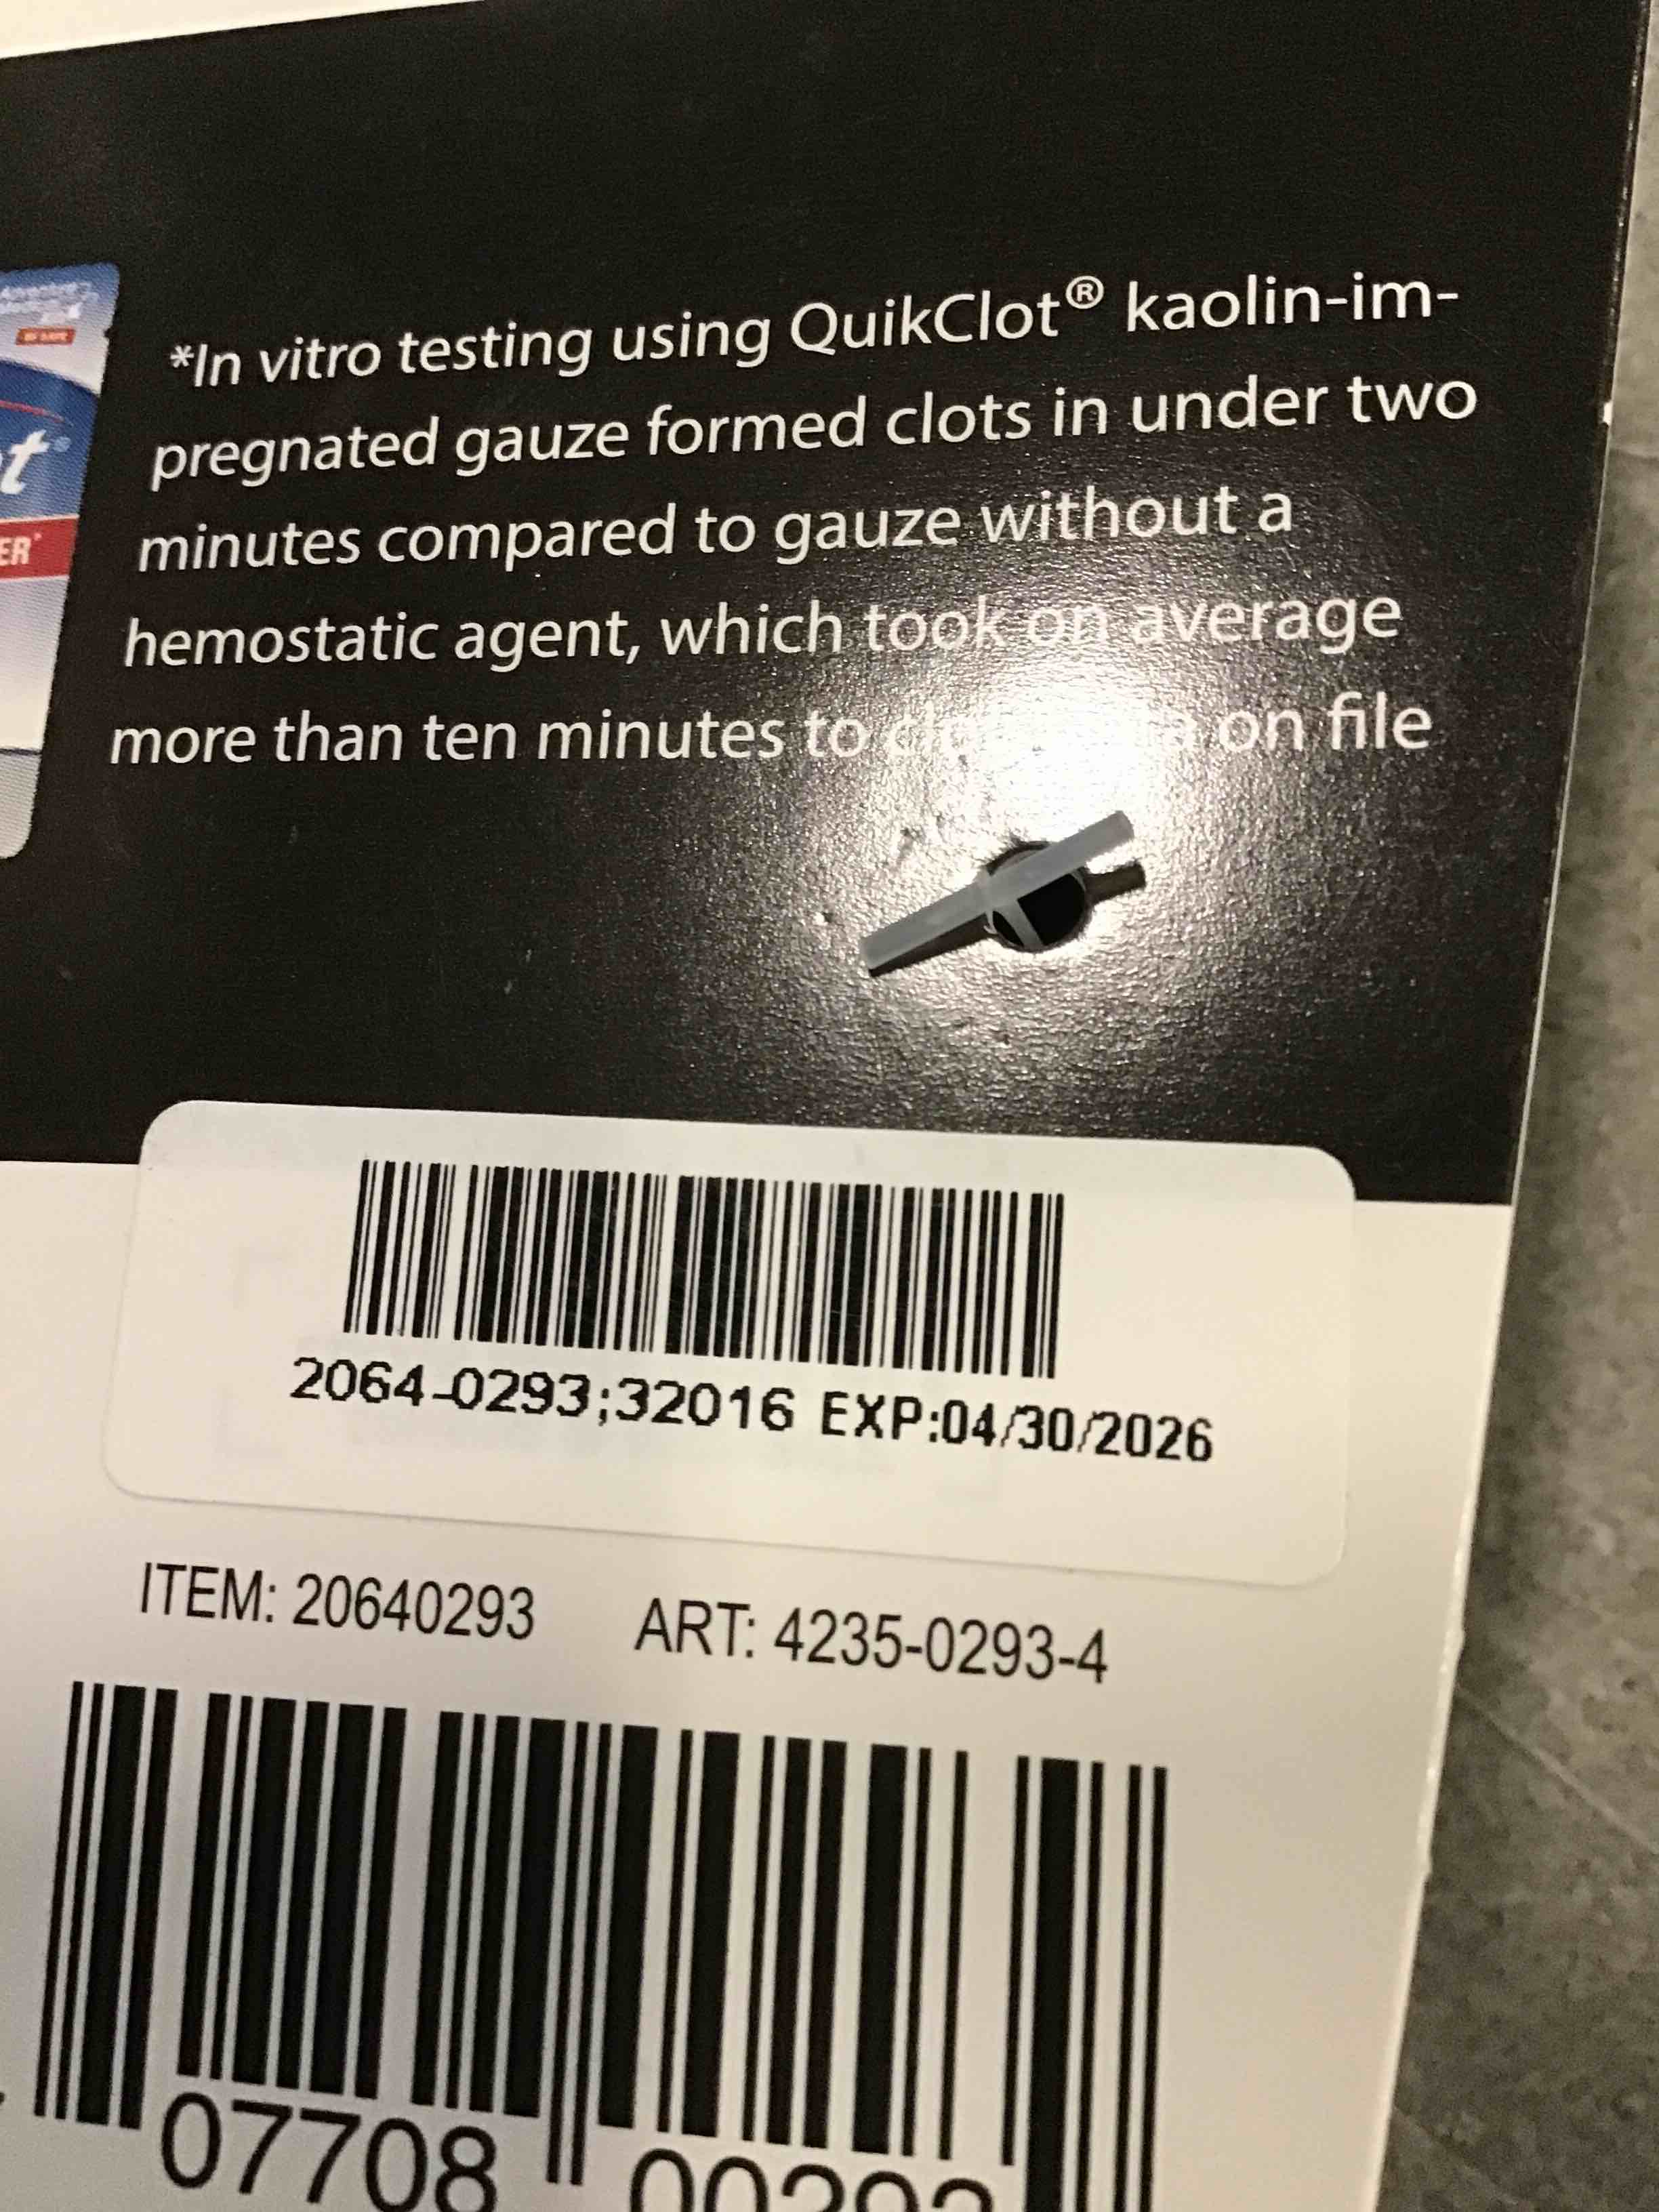 *In vitro testing using QuikClot® kaolin-im-
pregnated gauze formed clots in under two
minutes compared to gauze without a
hemostatic agent, which took on average
more than ten minutes to on file
t®
ER*
2064-0293;32016 EXP:04/30/2026
ITEM: 20640293 ART: 4235-0293-4
07708 00293